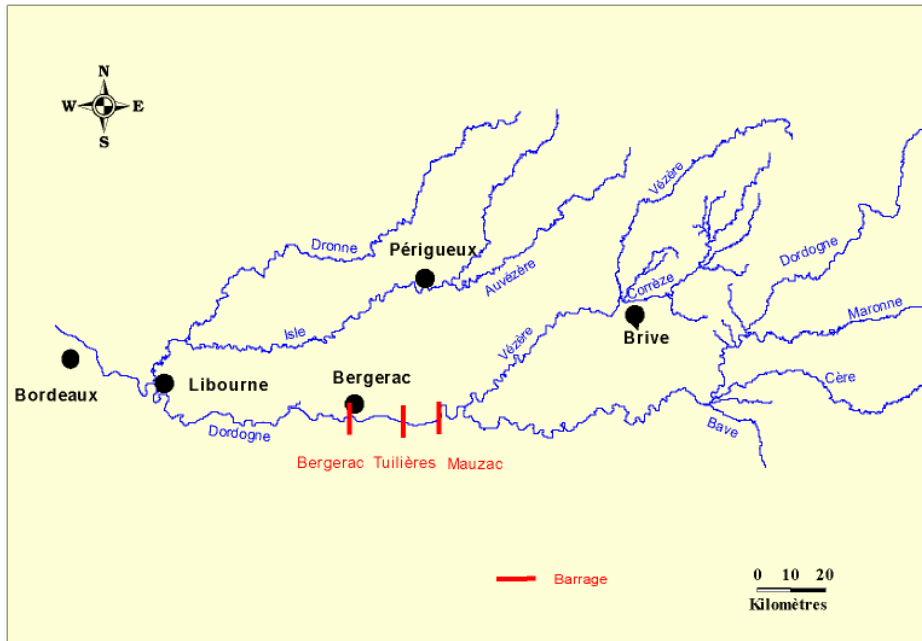 N
W E
S
Vézère
Dronne
Périgueux
Dordogne
Auvézère
Corrèze
Maronne
Isle
Vézère
Brive
Bordeaux
Libourne
Bergerac
Cère
Dordogne
Bave
Bergerac Tuilières Mauzac
Barrage
0 10 20
Kilomètres